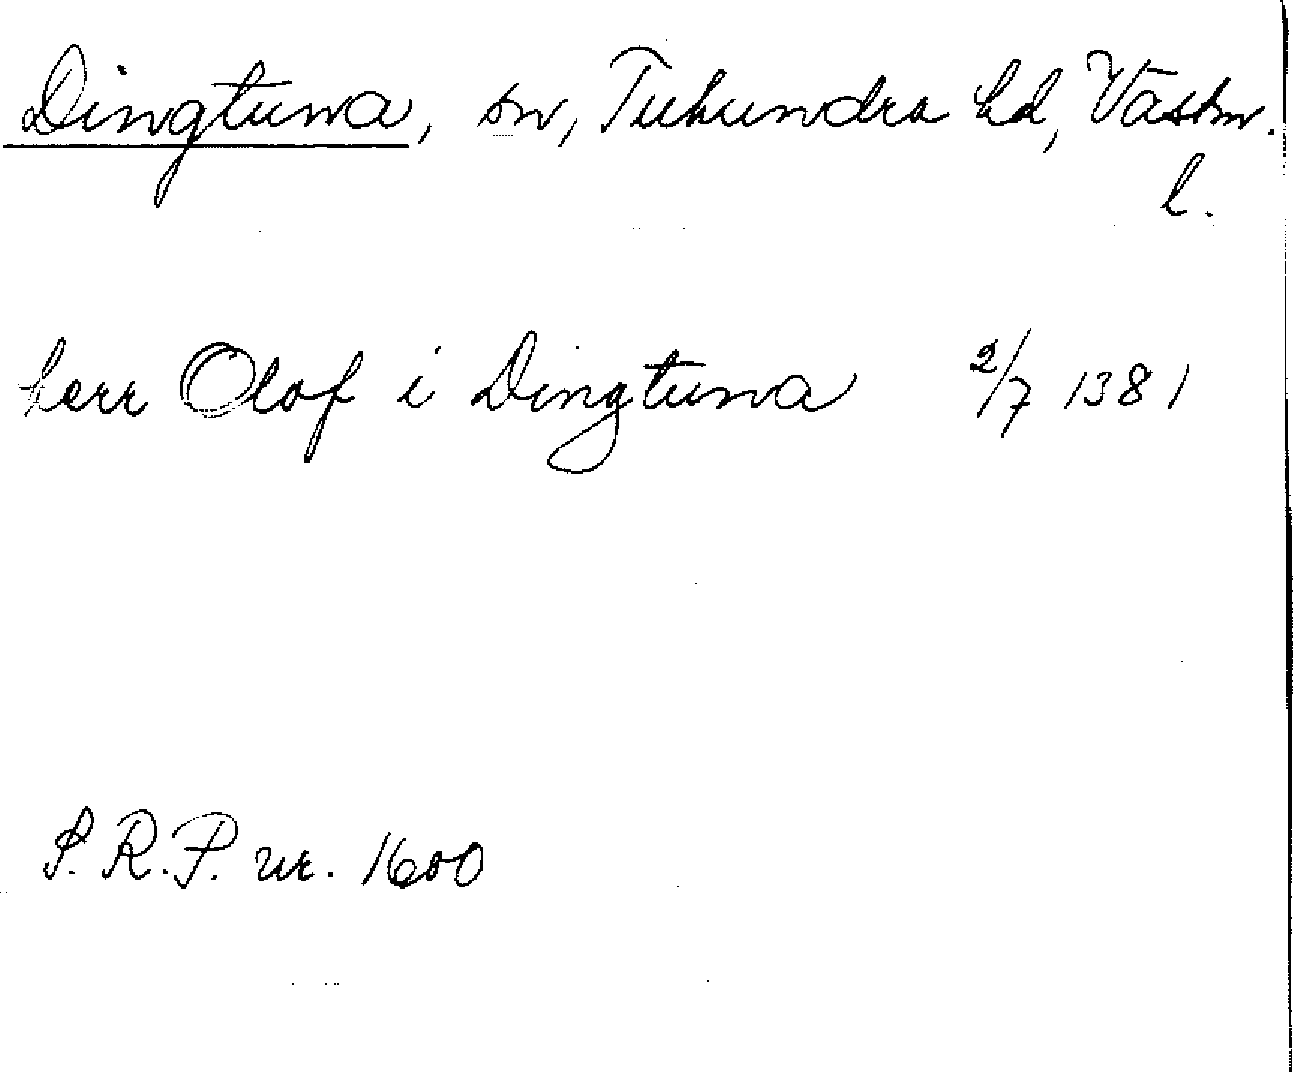 Dingtuna, sn, Tuhundra hd, Västm.
l.
herr Olof i Dingtuna 2/7 1381
S.R.P. nr. 1600